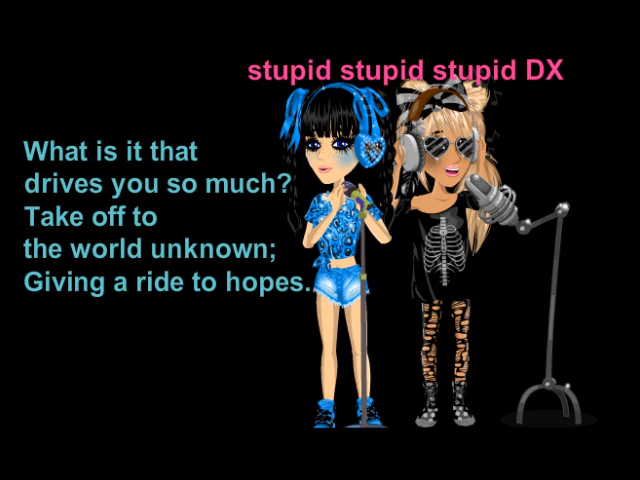 stupid stupid stupid DX
What is it that
drives you so much?
Take off to
the world unknown;
Giving a ride to hopes.